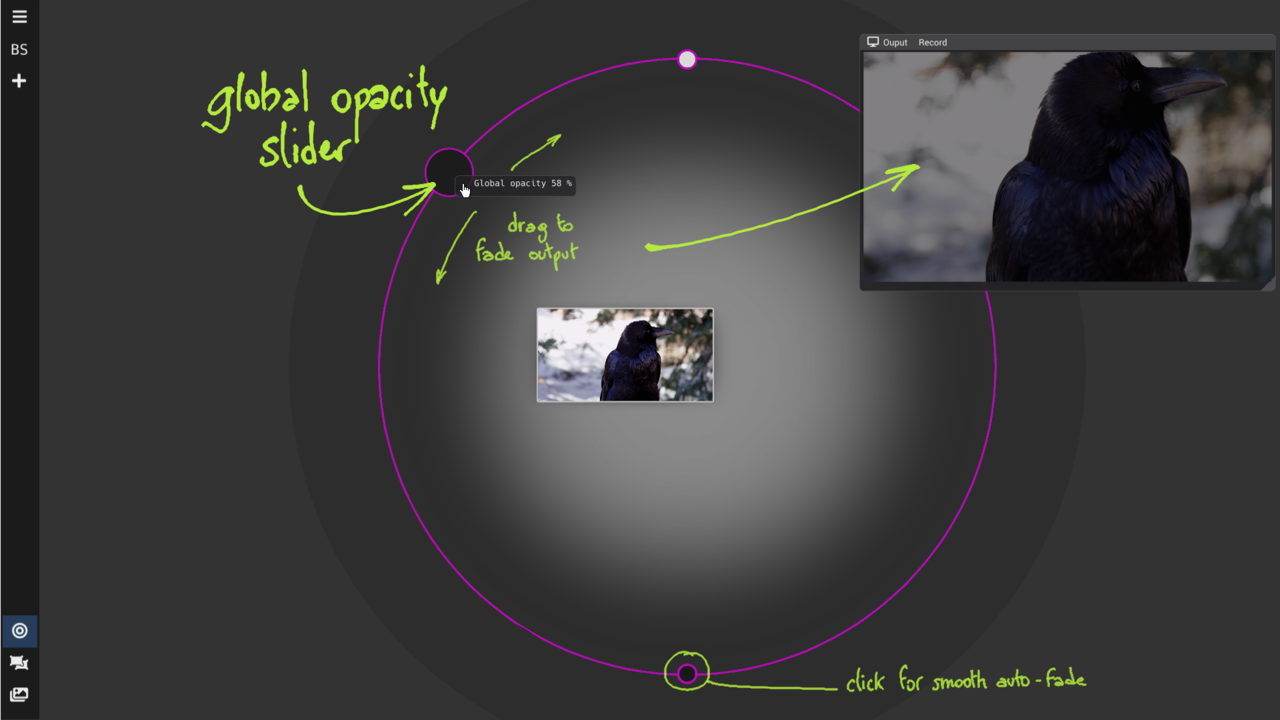 BS
Ouput Record
global opacity
slider
Global opacity 58 %
drag to
fade output
click for smooth auto-fade